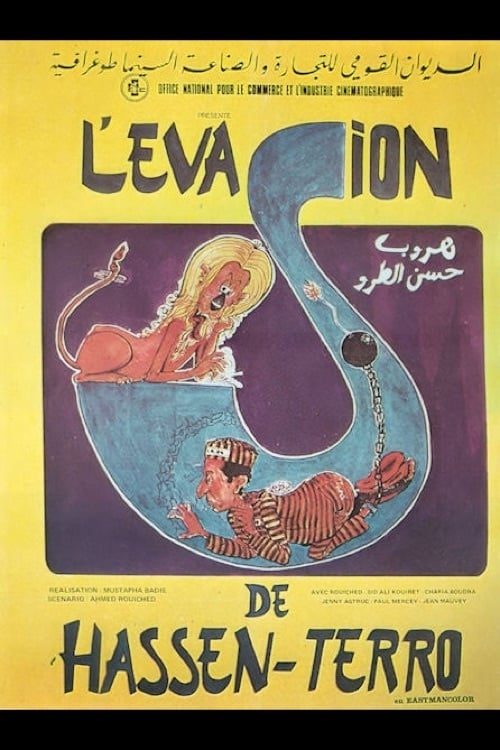 الديوان القومي للتجارة والصناعة السينماطوغرافية
OFFICE NATIONAL POUR LE COMMERCE ET L'INDUSTRIE CINEMATOGRAPHIQUE
PRESENTE
L'EVASION
هروب
حسن الطرو
REALISATION : MUSTAPHA BADIE
SCENARIO : AHMED ROUICHED
AVEC ROUICHED : SID ALI KOUIRET : CHAFIA BOUDRA
JENNY ASTRUC : PAUL MERCEY : JEAN MAUVEY
DE
HASSEN-TERRO
en EASTMANCOLOR